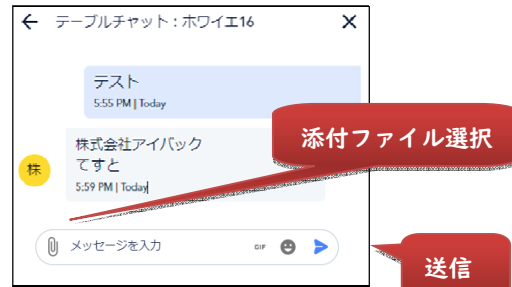 テーブルチャット：ホワイエ16
テスト
5:55 PM | Today
株式会社アイバック
株
てすと
5:59 PM | Today
添付ファイル選択
メッセージを入力
GIF
送信